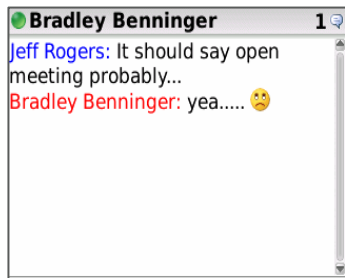 Bradley Benninger 1
Jeff Rogers: It should say open
meeting probably...
Bradley Benninger: yea.....